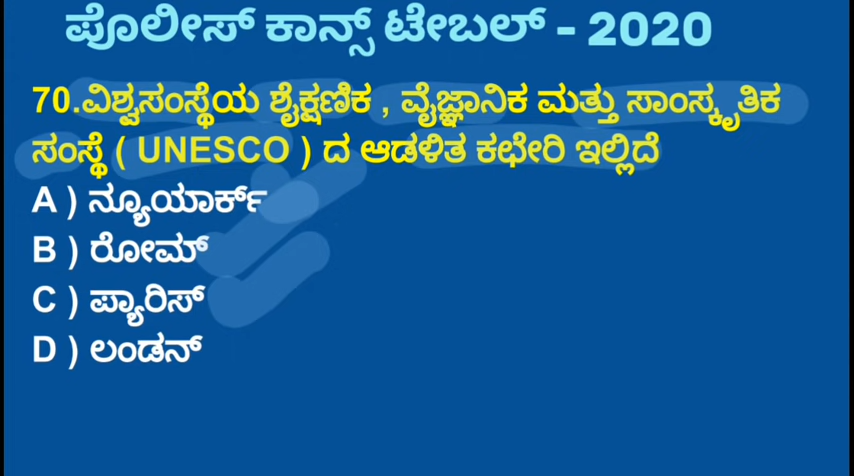 ಪೊಲೀಸ್ ಕಾನ್ಸ್ ಟೇಬಲ್ - 2020
70.ವಿಶ್ವಸಂಸ್ಥೆಯ ಶೈಕ್ಷಣಿಕ , ವೈಜ್ಞಾನಿಕ ಮತ್ತು ಸಾಂಸ್ಕೃತಿಕ
ಸಂಸ್ಥೆ ( UNESCO ) ದ ಆಡಳಿತ ಕಛೇರಿ ಇಲ್ಲಿದೆ
A ) ನ್ಯೂಯಾರ್ಕ್
B ) ರೋಮ್
C ) ಪ್ಯಾರಿಸ್
D ) ಲಂಡನ್